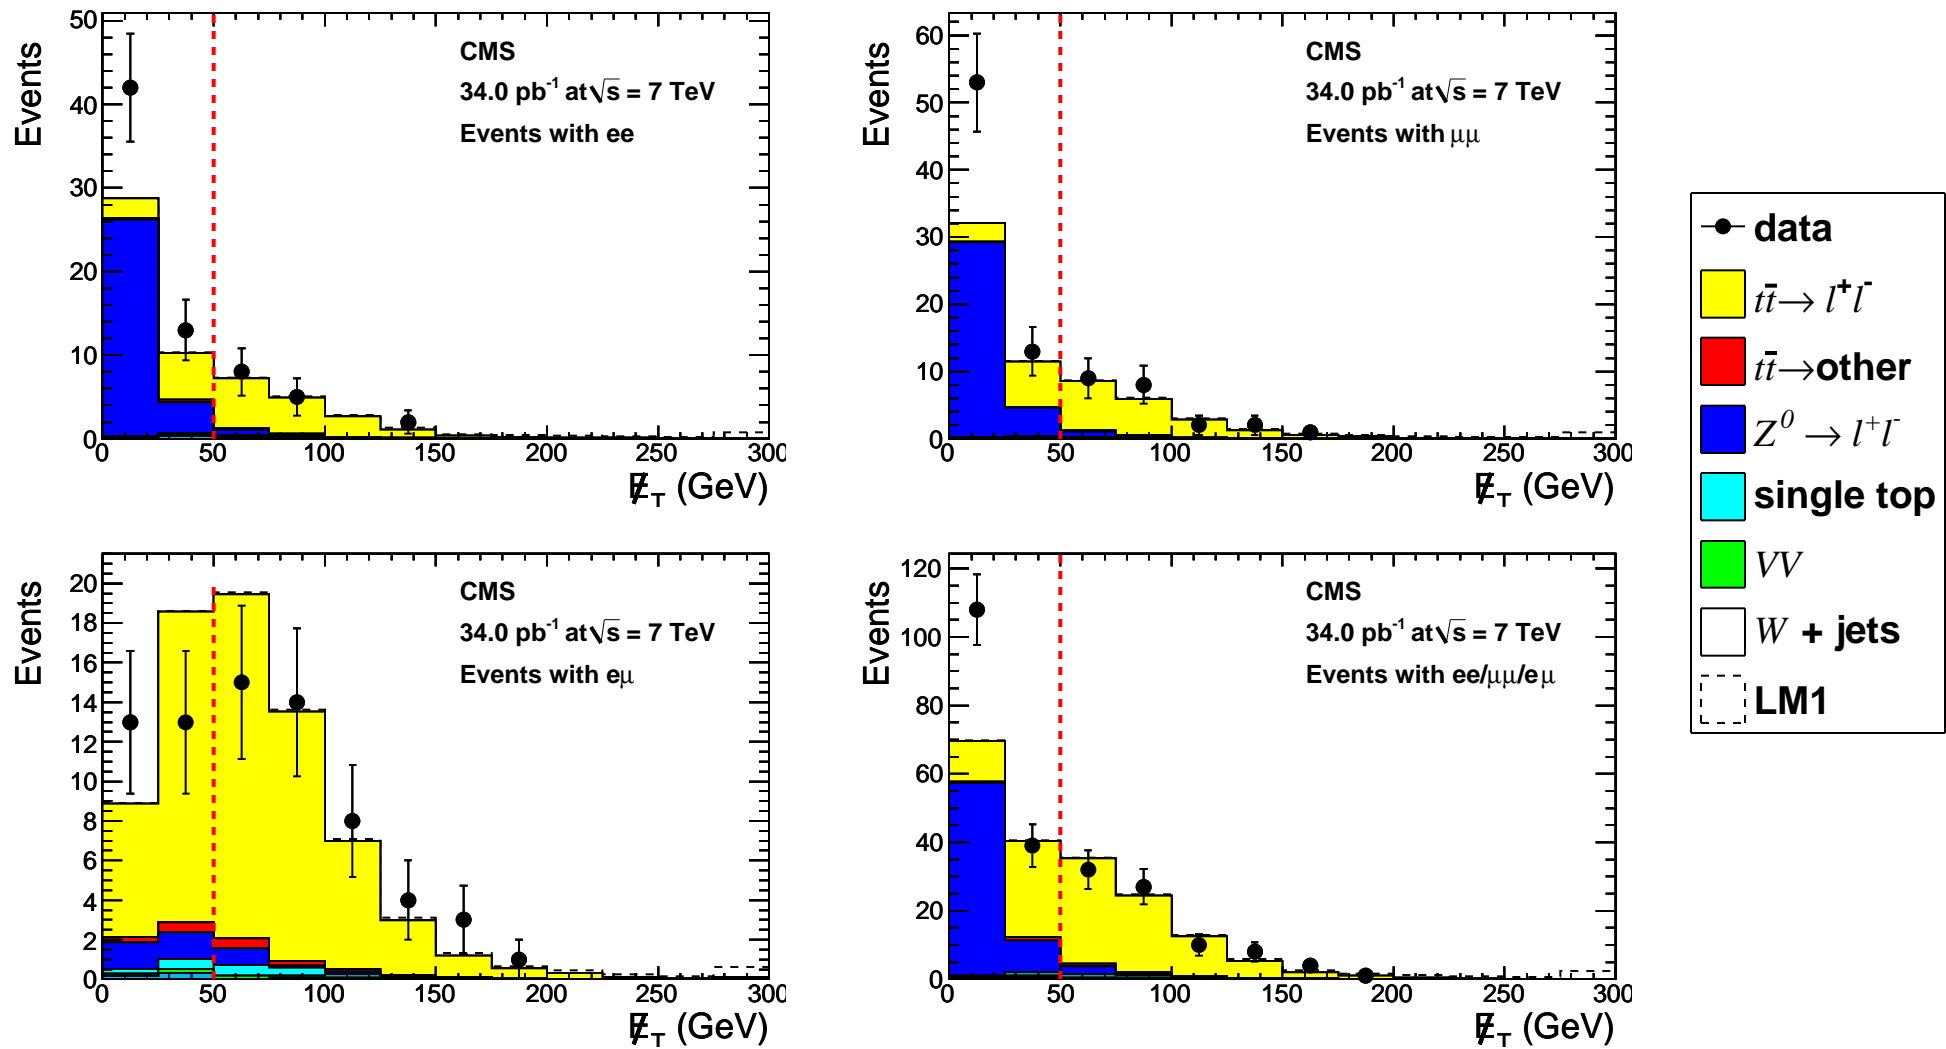 Events
50
40
30
20
10
0
CMS
34.0 pb⁻¹ at √s = 7 TeV
Events with ee
0 50 100 150 200 250 300
E̸_T (GeV)
Events
60
50
40
30
20
10
0
CMS
34.0 pb⁻¹ at √s = 7 TeV
Events with μμ
0 50 100 150 200 250 300
E̸_T (GeV)
Events
20
18
16
14
12
10
8
6
4
2
0
CMS
34.0 pb⁻¹ at √s = 7 TeV
Events with eμ
0 50 100 150 200 250 300
E̸_T (GeV)
Events
120
100
80
60
40
20
0
CMS
34.0 pb⁻¹ at √s = 7 TeV
Events with ee/μμ/eμ
0 50 100 150 200 250 300
E̸_T (GeV)
data
tt̄→ l⁺l⁻
tt̄→other
Z⁰ → l⁺l⁻
single top
VV
W + jets
LM1